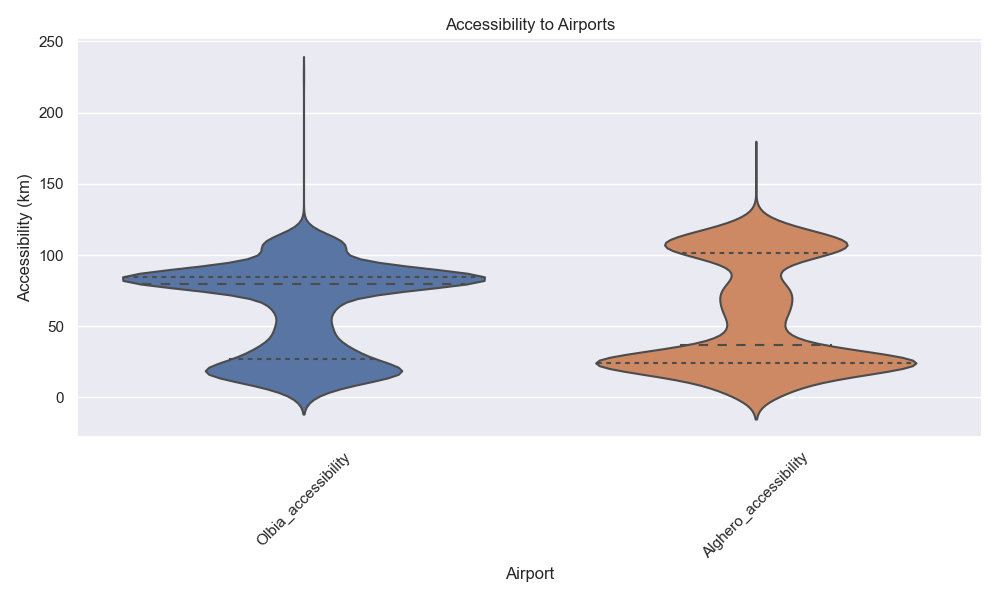 Accessibility to Airports
250
200
150
100
50
0
Accessibility (km)
Olbia_accessibility
Alghero_accessibility
Airport